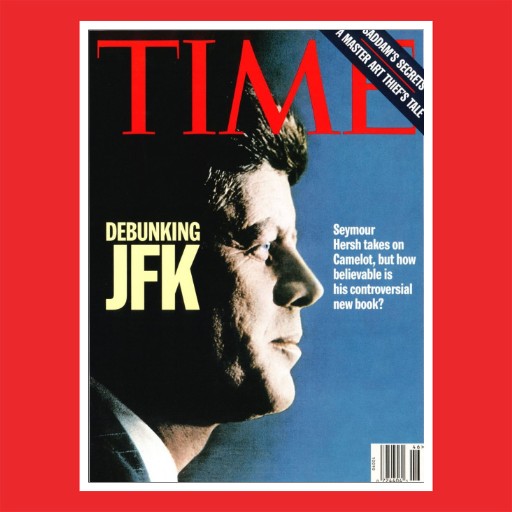 TIME
SADDAM'S SECRETS
A MASTER ART THIEF'S TALE
DEBUNKING
JFK
Seymour
Hersh takes on
Camelot, but how
believable is
his controversial
new book?